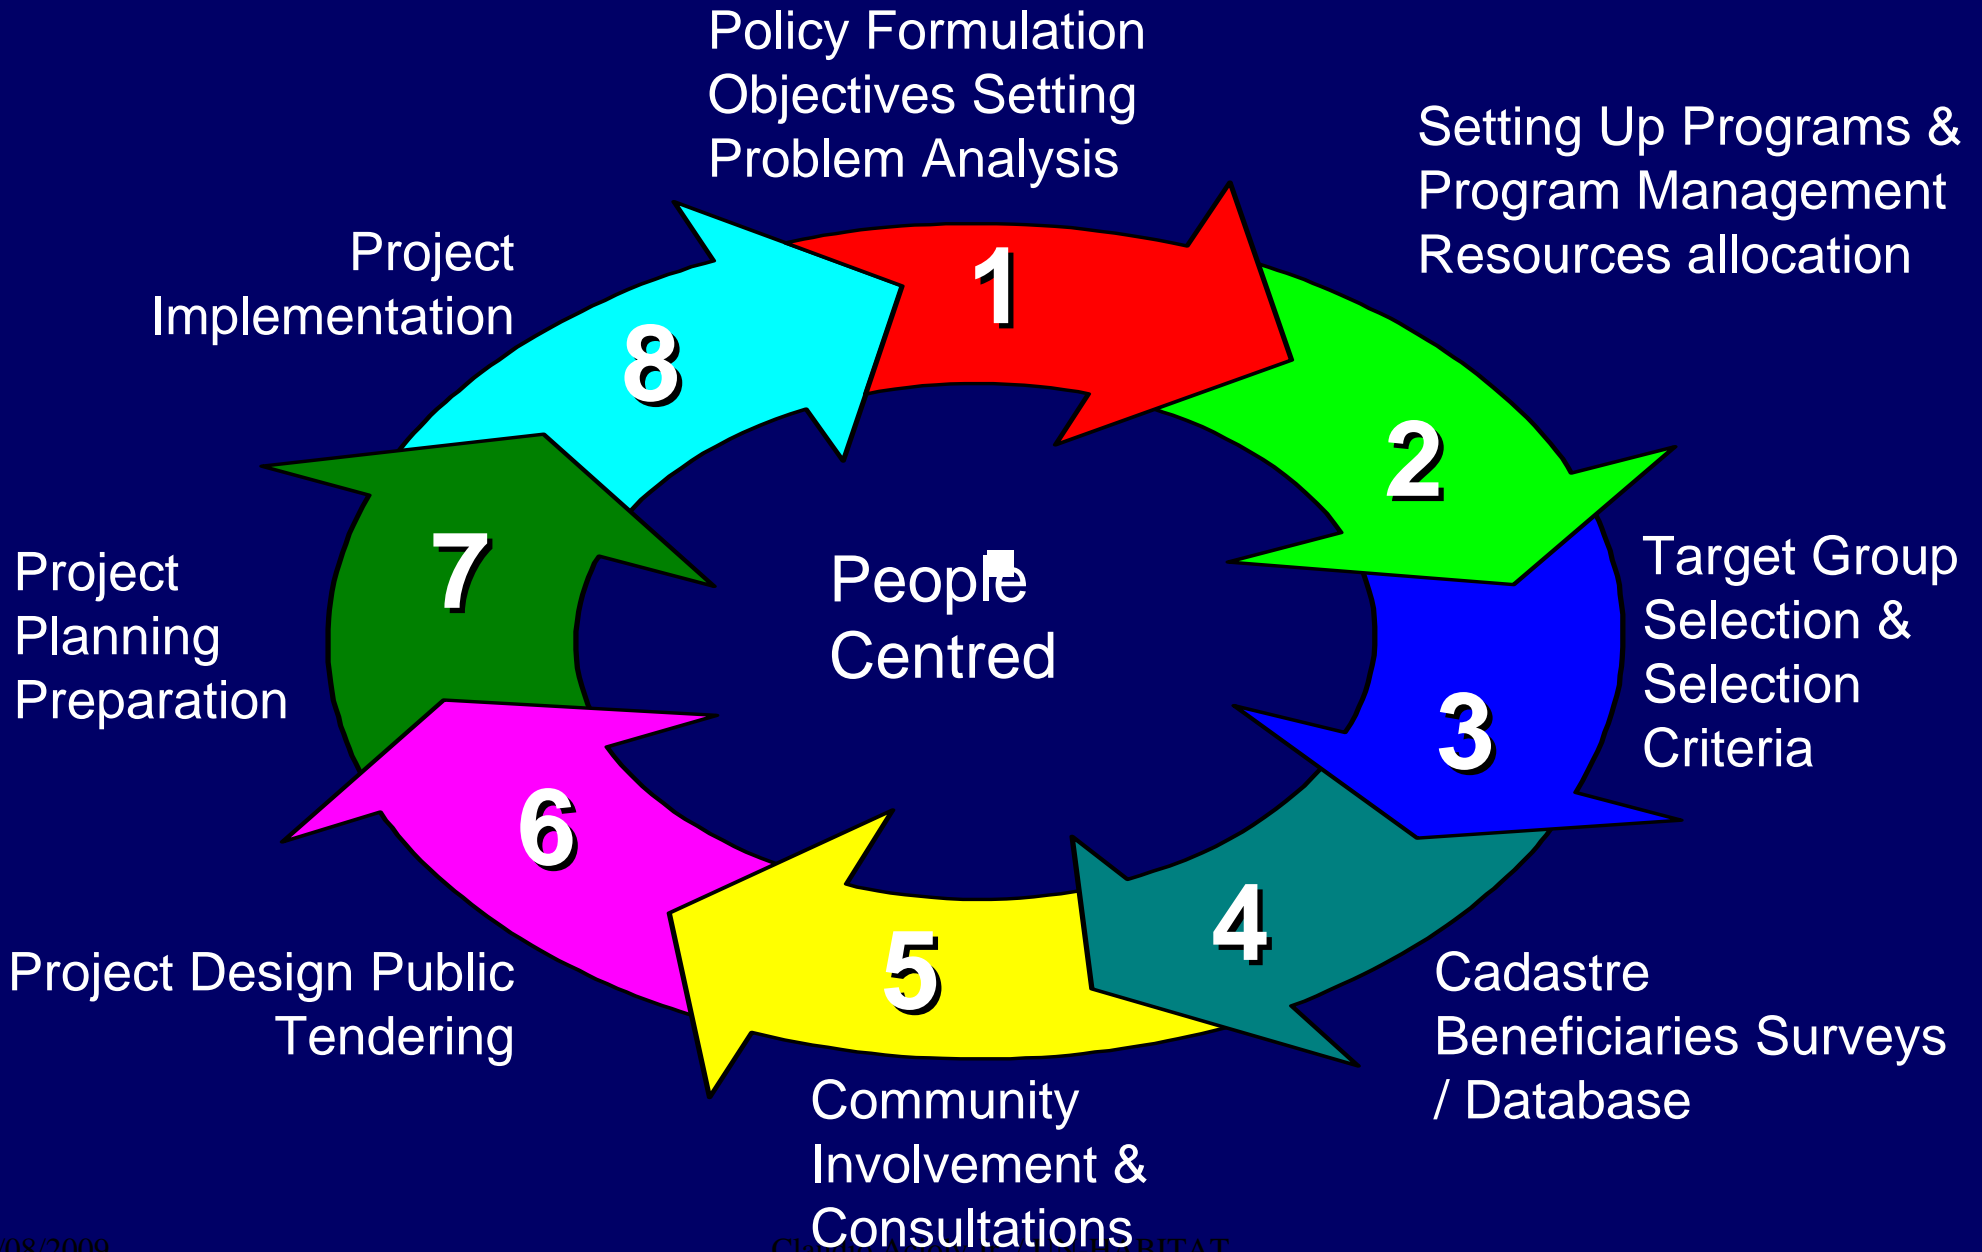 Policy Formulation
Objectives Setting
Problem Analysis
Setting Up Programs &
Program Management
Resources allocation
Project
Implementation
1
8
2
Project
Planning
Preparation
7
People
Centred
Target Group
Selection &
Selection
Criteria
3
6
5
4
Project Design Public
Tendering
Cadastre
Beneficiaries Surveys
/ Database
Community
Involvement &
Consultations
/08/2009